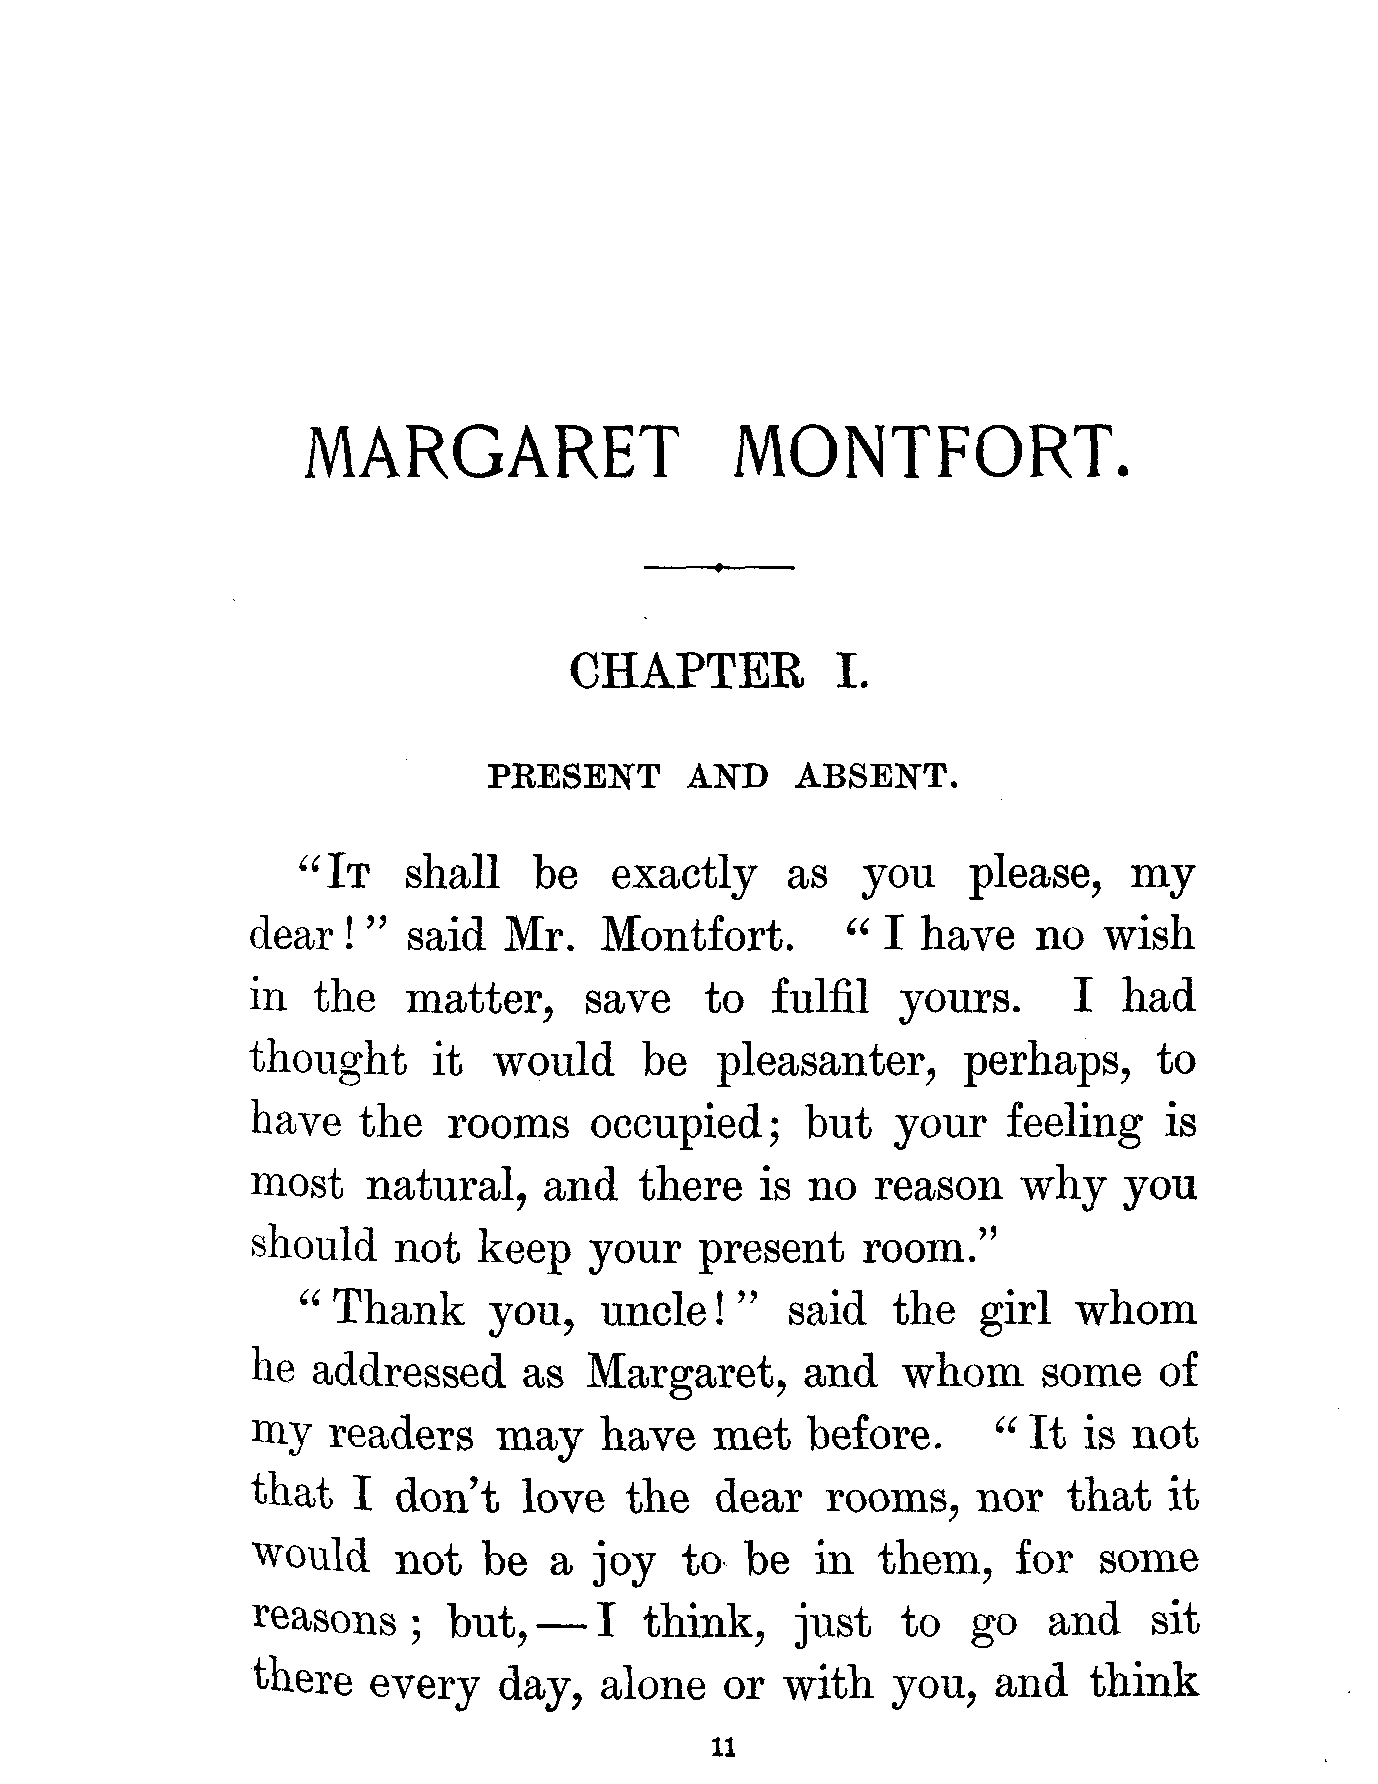 MARGARET MONTFORT.
CHAPTER I.
PRESENT AND ABSENT.
“IT shall be exactly as you please, my
dear!” said Mr. Montfort. “I have no wish
in the matter, save to fulfil yours. I had
thought it would be pleasanter, perhaps, to
have the rooms occupied; but your feeling is
most natural, and there is no reason why you
should not keep your present room.”
“Thank you, uncle!” said the girl whom
he addressed as Margaret, and whom some of
my readers may have met before. “It is not
that I don’t love the dear rooms, nor that it
would not be a joy to be in them, for some
reasons; but,—I think, just to go and sit
there every day, alone or with you, and think
11